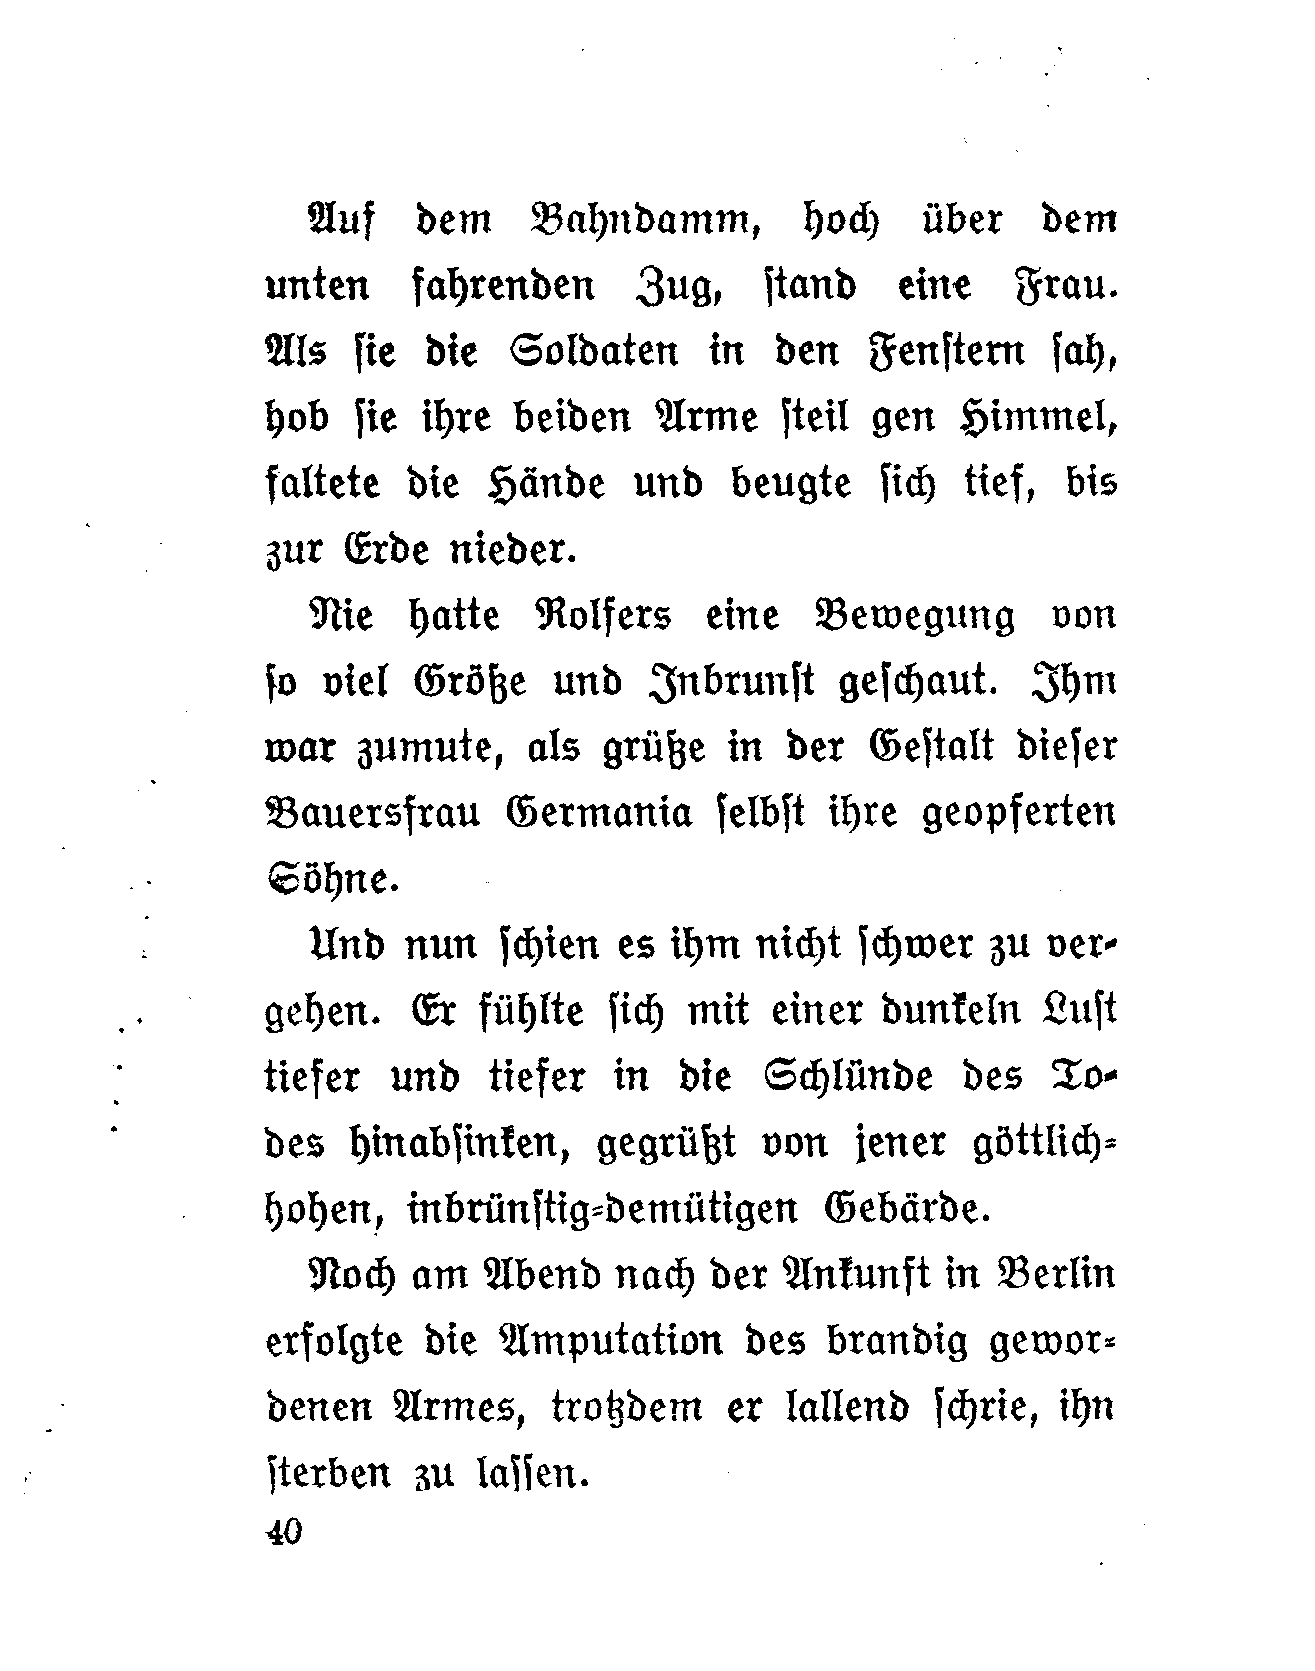 Auf dem Bahndamm, hoch über dem
unten fahrenden Zug, ſtand eine Frau.
Als ſie die Soldaten in den Fenſtern ſah,
hob ſie ihre beiden Arme ſteil gen Himmel,
faltete die Hände und beugte ſich tief, bis
zur Erde nieder.
Nie hatte Rolfers eine Bewegung von
ſo viel Größe und Inbrunſt geſchaut. Ihm
war zumute, als grüße in der Geſtalt dieſer
Bauersfrau Germania ſelbſt ihre geopferten
Söhne.
Und nun ſchien es ihm nicht ſchwer zu ver-
gehen. Er fühlte ſich mit einer dunkeln Luſt
tiefer und tiefer in die Schlünde des To-
des hinabſinken, gegrüßt von jener göttlich-
hohen, inbrünſtig-demütigen Gebärde.
Noch am Abend nach der Ankunft in Berlin
erfolgte die Amputation des brandig gewor-
denen Armes, trotzdem er lallend ſchrie, ihn
ſterben zu laſſen.
40